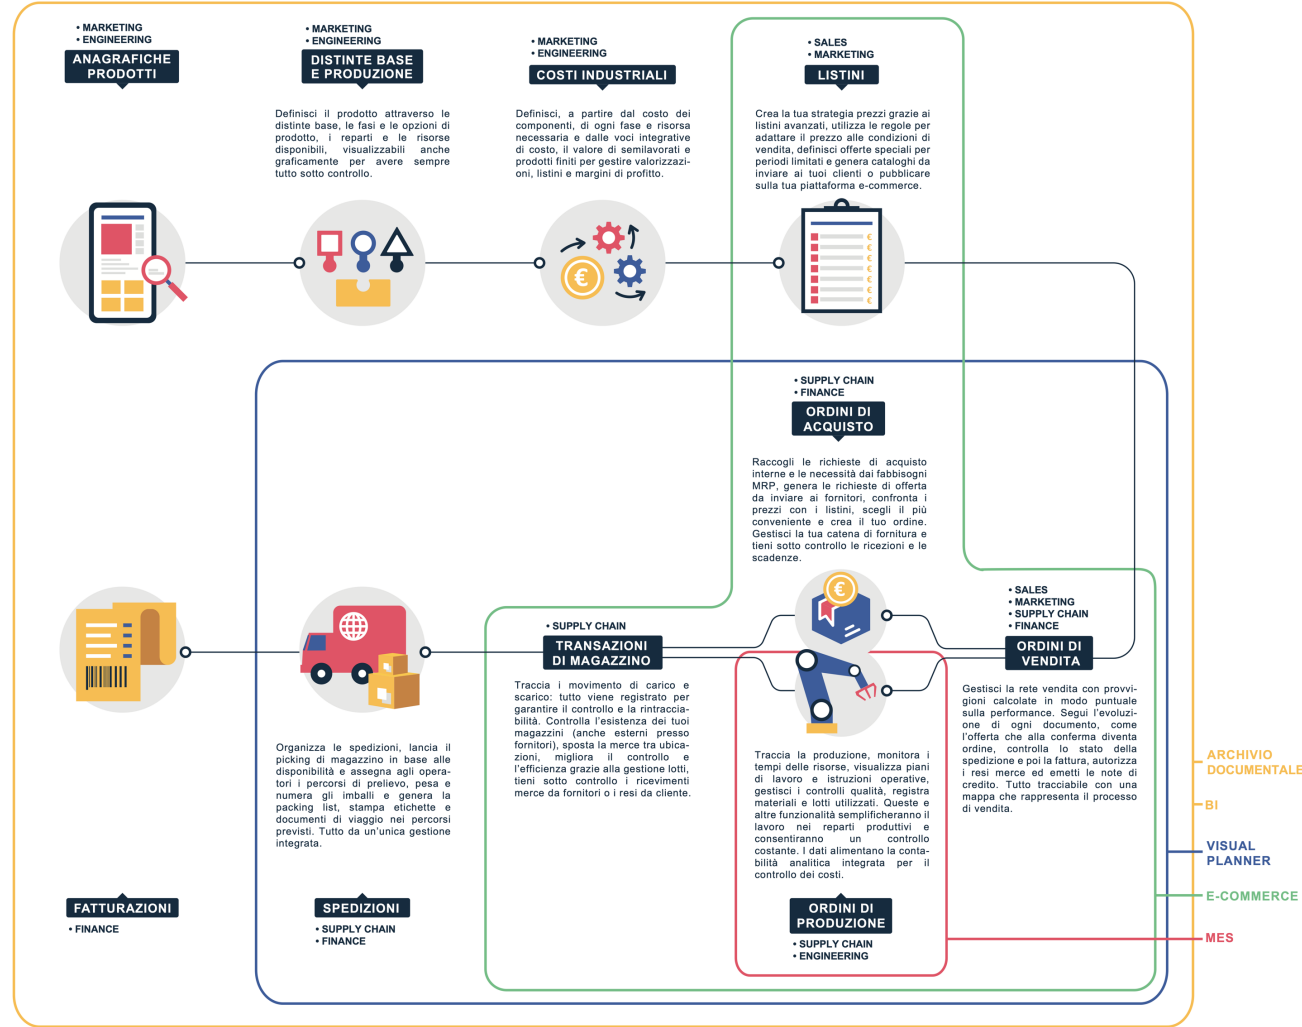 • MARKETING
• ENGINEERING
ANAGRAFICHE
PRODOTTI
• MARKETING
• ENGINEERING
DISTINTE BASE
E PRODUZIONE
Definisci il prodotto attraverso le
distinte base, le fasi e le opzioni di
prodotto, i reparti e le risorse
disponibili, visualizzabili anche
graficamente per avere sempre
tutto sotto controllo.
• MARKETING
• ENGINEERING
COSTI INDUSTRIALI
Definisci, a partire dal costo dei
componenti, di ogni fase e risorsa
necessaria e dalle voci integrative
di costo, il valore di semilavorati e
prodotti finiti per gestire valorizzazi-
oni, listini e margini di profitto.
• SALES
• MARKETING
LISTINI
Crea la tua strategia prezzi grazie ai
listini avanzati, utilizza le regole per
adattare il prezzo alle condizioni di
vendita, definisci offerte speciali per
periodi limitati e genera cataloghi da
inviare ai tuoi clienti o pubblicare
sulla tua piattaforma e-commerce.
• SUPPLY CHAIN
• FINANCE
ORDINI DI
ACQUISTO
Raccogli le richieste di acquisto
interne e le necessità dai fabbisogni
MRP, genera le richieste di offerta
da inviare ai fornitori, confronta i
prezzi con i listini, scegli il più
conveniente e crea il tuo ordine.
Gestisci la tua catena di fornitura e
tieni sotto controllo le ricezioni e le
scadenze.
• SALES
• MARKETING
• SUPPLY CHAIN
• FINANCE
ORDINI DI
VENDITA
Gestisci la rete vendita con provvi-
gioni calcolate in modo puntuale
sulla performance. Segui l'evoluzi-
one di ogni documento, come
l'offerta che alla conferma diventa
ordine, controlla lo stato della
spedizione e poi la fattura, autorizza
i resi merce ed emetti le note di
credito. Tutto tracciabile con una
mappa che rappresenta il processo
di vendita.
• SUPPLY CHAIN
TRANSAZIONI
DI MAGAZZINO
Traccia i movimento di carico e
scarico: tutto viene registrato per
garantire il controllo e la rintraccia-
bilità. Controlla l'esistenza dei tuoi
magazzini (anche esterni presso
fornitori), sposta la merce tra ubica-
zioni, migliora il controllo e
l'efficienza grazie alla gestione lotti,
tieni sotto controllo i ricevimenti
merce da fornitori o i resi da cliente.
Organizza le spedizioni, lancia il
picking di magazzino in base alle
disponibilità e assegna agli opera-
tori i percorsi di prelievo, pesa e
numera gli imballi e genera la
packing list, stampa etichette e
documenti di viaggio nei percorsi
previsti. Tutto da un'unica gestione
integrata.
Traccia la produzione, monitora i
tempi delle risorse, visualizza piani
di lavoro e istruzioni operative,
gestisci i controlli qualità, registra
materiali e lotti utilizzati. Queste e
altre funzionalità semplificheranno il
lavoro nei reparti produttivi e
consentiranno un controllo
costante. I dati alimentano la conta-
bilità analitica integrata per il
controllo dei costi.
FATTURAZIONI
• FINANCE
SPEDIZIONI
• SUPPLY CHAIN
• FINANCE
ORDINI DI
PRODUZIONE
• SUPPLY CHAIN
• ENGINEERING
ARCHIVIO
DOCUMENTALE
BI
VISUAL
PLANNER
E-COMMERCE
MES